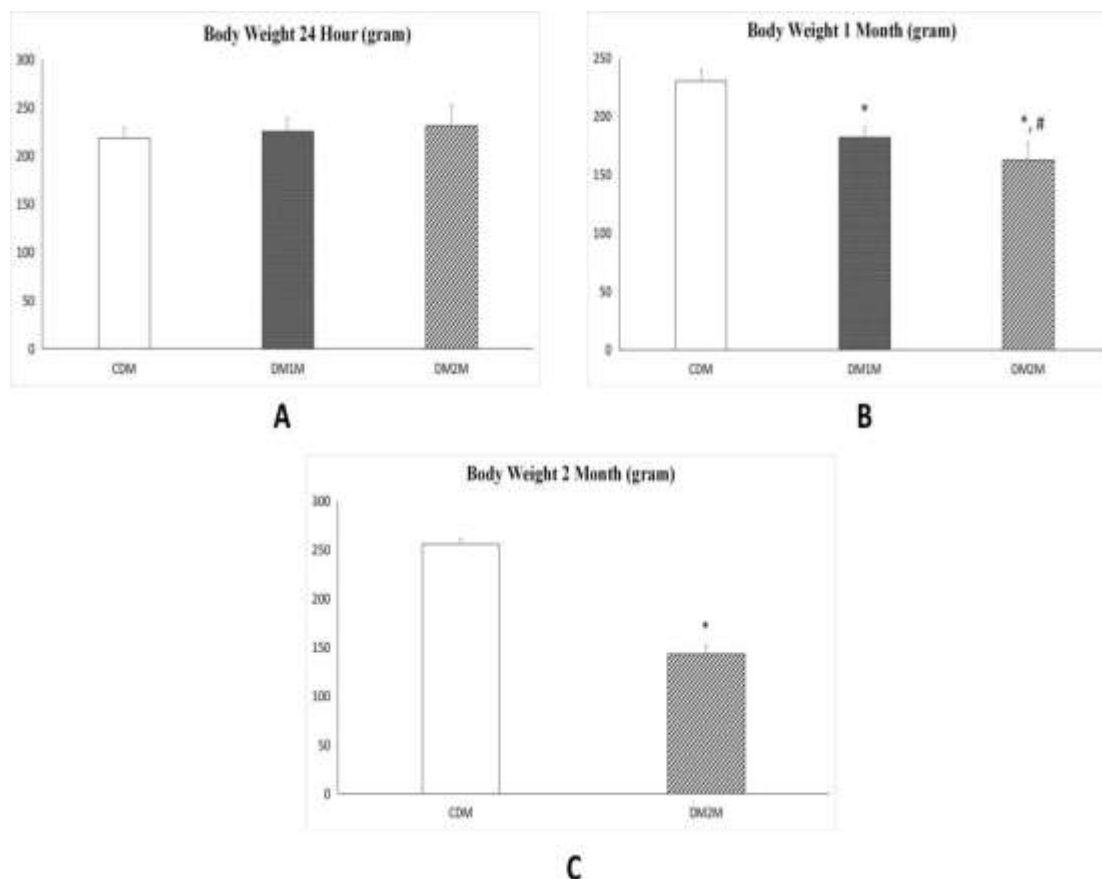 Body Weight 24 Hour (gram)
300
250
200
150
100
50
0
CDM DM1M DM2M
A
Body Weight 1 Month (gram)
250
200
150
100
50
0
*
*, #
CDM DM1M DM2M
B
Body Weight 2 Month (gram)
300
250
200
150
100
50
0
*
CDM DM2M
C